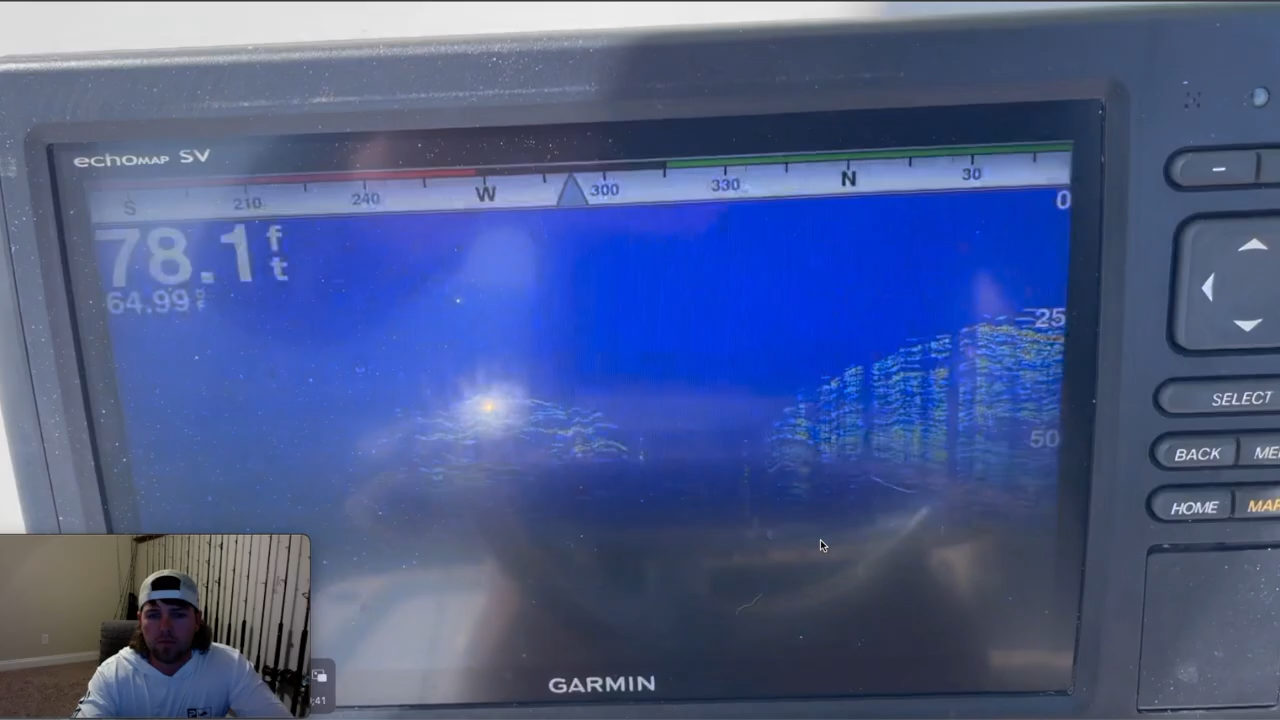 echoMAP SV
S 210 240 W 300 330 N 30
78.1 ft
0
64.99
25
50
SELECT
BACK
HOME
GARMIN
:41